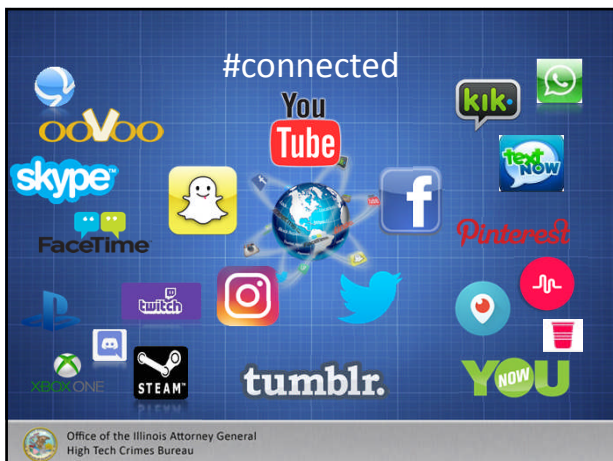 #connected
You
Tube
ooVoo
kik
text
NOW
skype
FaceTime
f
Pinterest
twitch
XBOX ONE
STEAM
tumblr.
YOU
NOW
Office of the Illinois Attorney General
High Tech Crimes Bureau